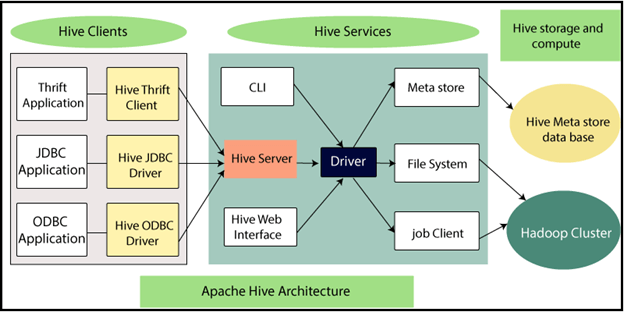 Hive Clients
Hive Services
Hive storage and
compute
Thrift
Application
Hive Thrift
Client
CLI
Meta store
Hive Meta store
data base
JDBC
Application
Hive JDBC
Driver
Hive Server
Driver
File System
ODBC
Application
Hive ODBC
Driver
Hive Web
Interface
job Client
Hadoop Cluster
Apache Hive Architecture